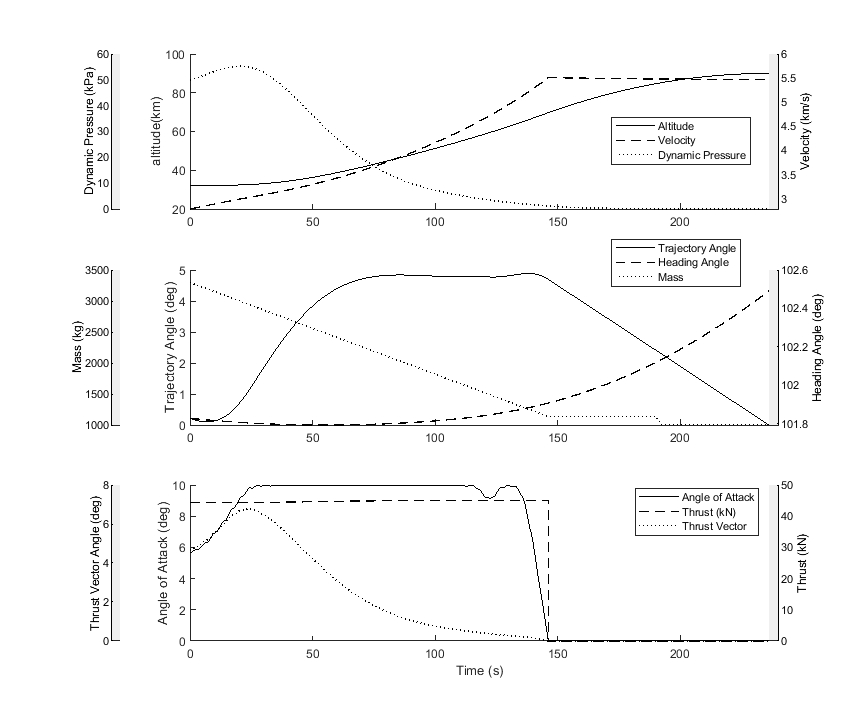 60 100 6
50 5.5
80 5
40 4.5
30 60 4
20 3.5
40
10 3
0 20
0 50 100 150 200
Dynamic Pressure (kPa)
altitude(km)
Velocity (km/s)
Altitude
Velocity
Dynamic Pressure
Trajectory Angle
Heading Angle
Mass
3500 5 102.6
3000 4 102.4
2500
3 102.2
2000
2 102
1500 1
1000 0 101.8
0 50 100 150 200
Mass (kg)
Trajectory Angle (deg)
Heading Angle (deg)
8 10 50
8 40
6
6 30
4
4 20
2 2 10
0 0 0
0 50 100 150 200
Thrust Vector Angle (deg)
Angle of Attack (deg)
Thrust (kN)
Angle of Attack
Thrust (kN)
Thrust Vector
Time (s)